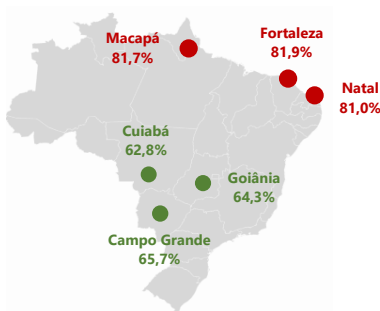 Macapá
81,7%
Fortaleza
81,9%
Natal
81,0%
Cuiabá
62,8%
Goiânia
64,3%
Campo Grande
65,7%